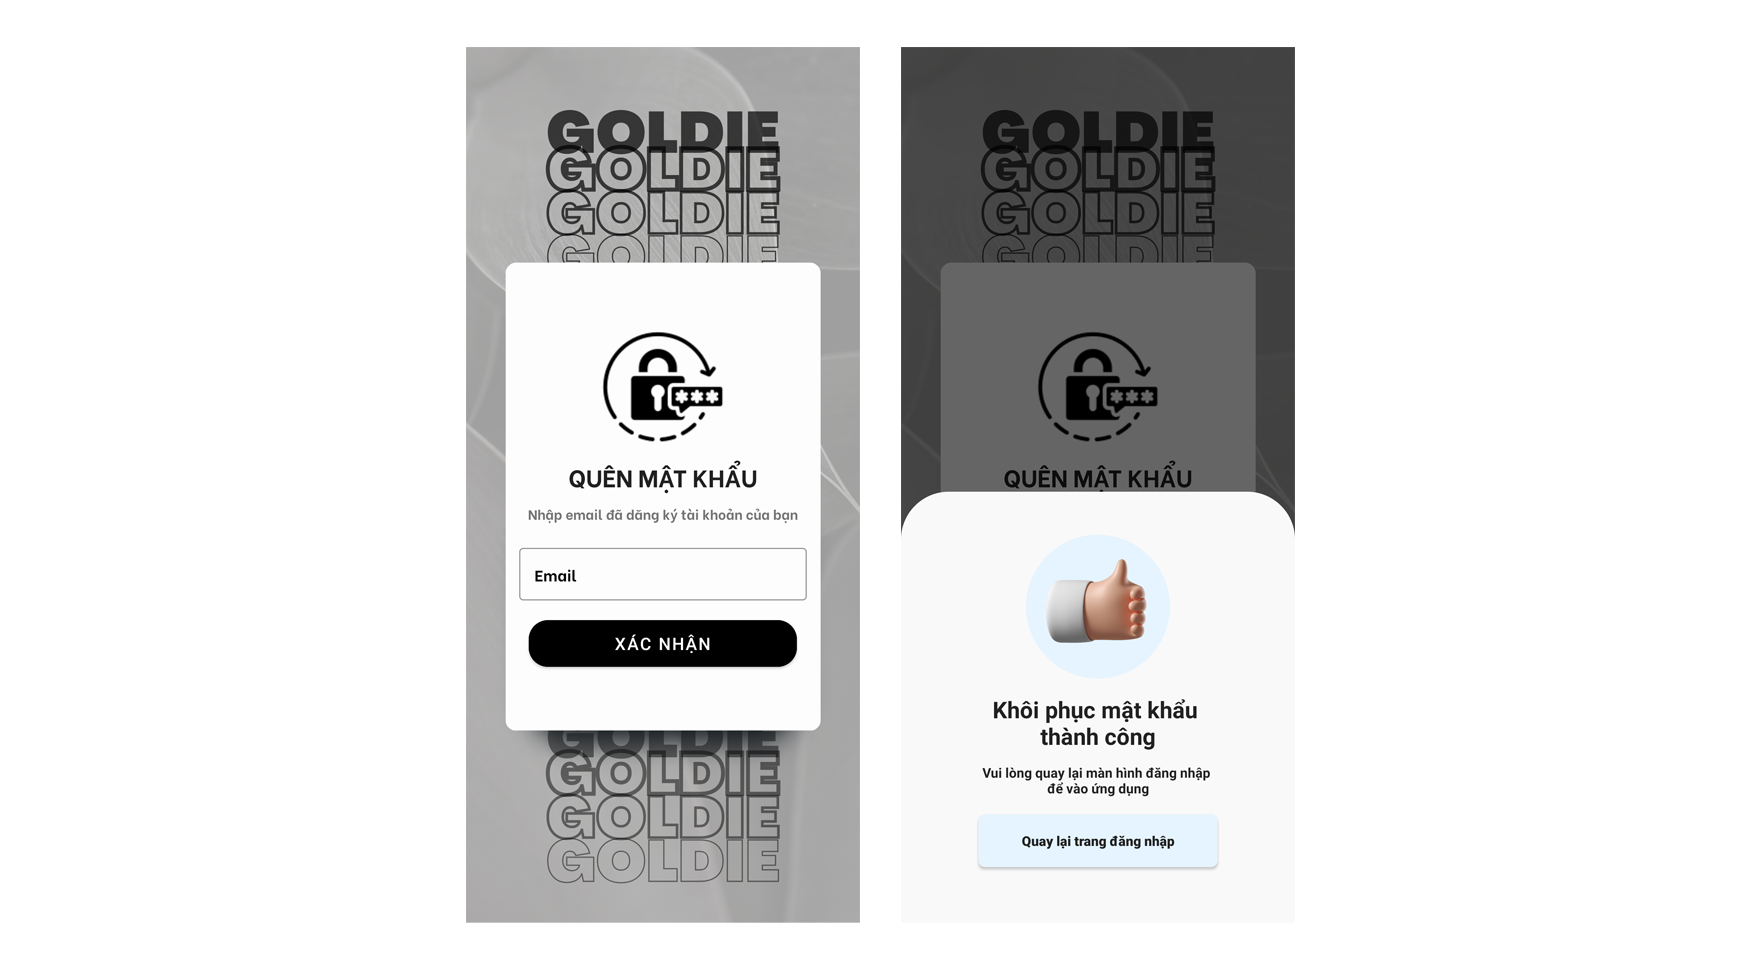 GOLDIE
GOLDIE
GOLDIE
GOLDIE
***
QUÊN MẬT KHẨU
Nhập email đã đăng ký tài khoản của bạn
Email
XÁC NHẬN
GOLDIE
GOLDIE
GOLDIE
GOLDIE
GOLDIE
GOLDIE
GOLDIE
GOLDIE
***
QUÊN MẬT KHẨU
Khôi phục mật khẩu
thành công
Vui lòng quay lại màn hình đăng nhập
để vào ứng dụng
Quay lại trang đăng nhập